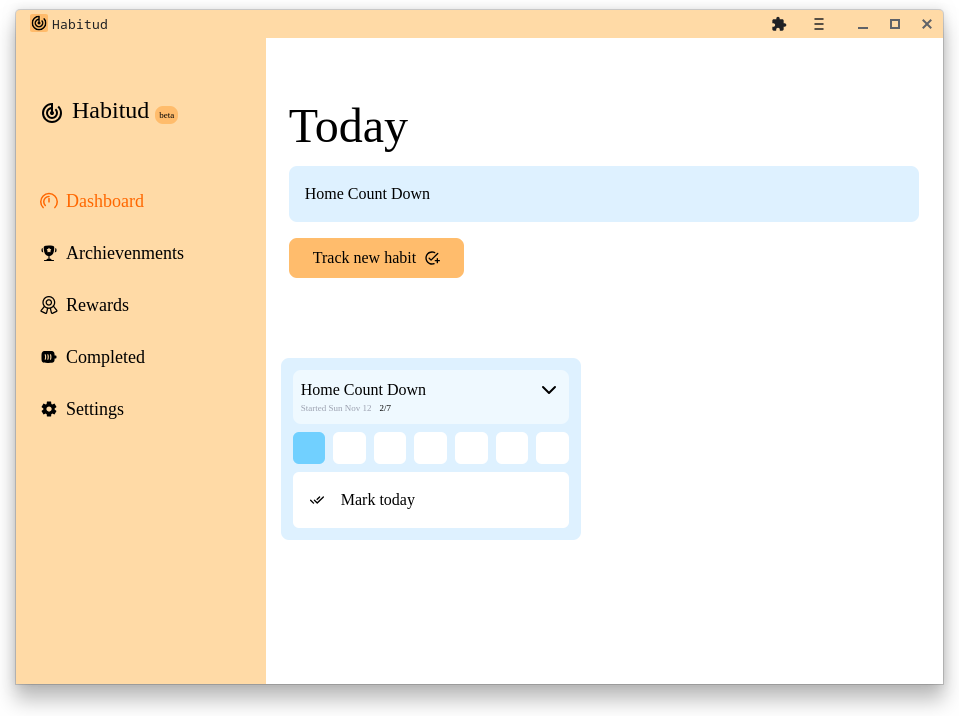 Habitud
Habitud beta
Dashboard
Archievenments
Rewards
Completed
Settings
Today
Home Count Down
Track new habit
Home Count Down
Started Sun Nov 12 2/7
Mark today